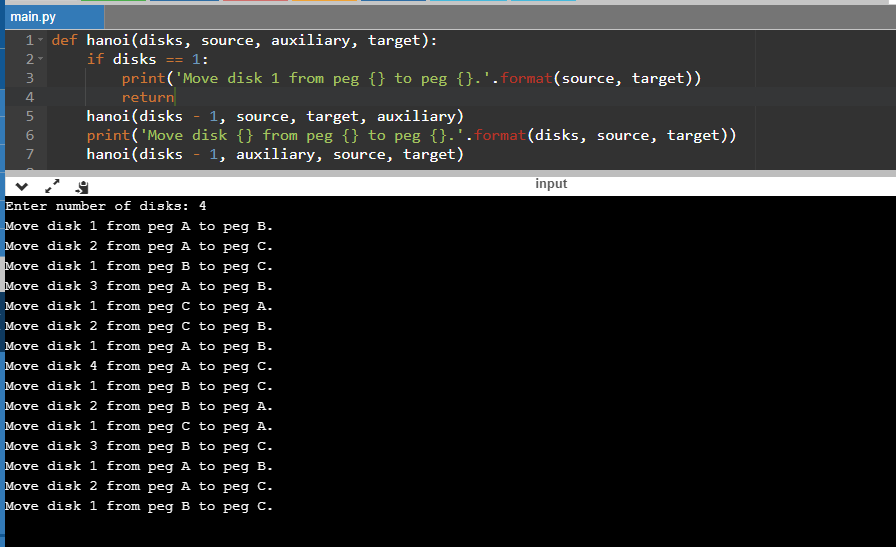 main.py
1 def hanoi(disks, source, auxiliary, target):
2 if disks == 1:
3 print('Move disk 1 from peg {} to peg {}.'.format(source, target))
4 return
5 hanoi(disks - 1, source, target, auxiliary)
6 print('Move disk {} from peg {} to peg {}.'.format(disks, source, target))
7 hanoi(disks - 1, auxiliary, source, target)
input
Enter number of disks: 4
Move disk 1 from peg A to peg B.
Move disk 2 from peg A to peg C.
Move disk 1 from peg B to peg C.
Move disk 3 from peg A to peg B.
Move disk 1 from peg C to peg A.
Move disk 2 from peg C to peg B.
Move disk 1 from peg A to peg B.
Move disk 4 from peg A to peg C.
Move disk 1 from peg B to peg C.
Move disk 2 from peg B to peg A.
Move disk 1 from peg C to peg A.
Move disk 3 from peg B to peg C.
Move disk 1 from peg A to peg B.
Move disk 2 from peg A to peg C.
Move disk 1 from peg B to peg C.